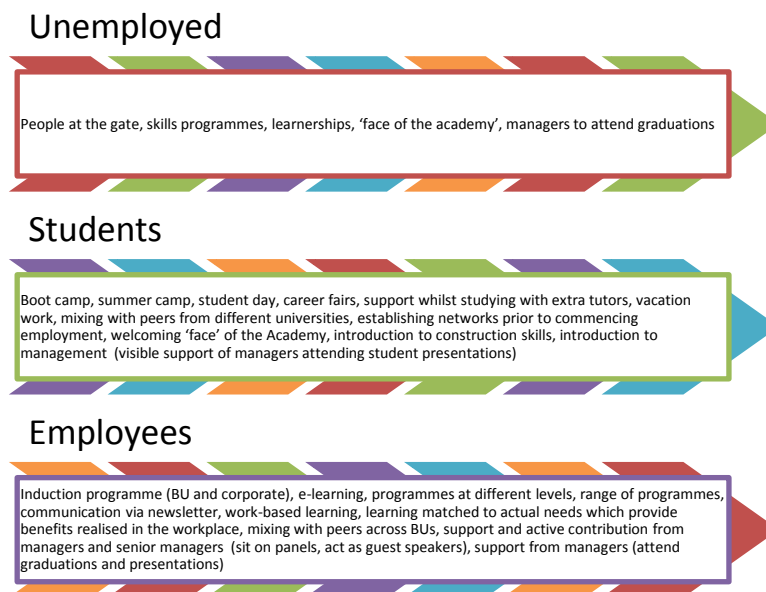 Unemployed
People at the gate, skills programmes, learnerships, ‘face of the academy’, managers to attend graduations
Students
Boot camp, summer camp, student day, career fairs, support whilst studying with extra tutors, vacation
work, mixing with peers from different universities, establishing networks prior to commencing
employment, welcoming ‘face’ of the Academy, introduction to construction skills, introduction to
management  (visible support of managers attending student presentations)
Employees
Induction programme (BU and corporate), e-learning, programmes at different levels, range of programmes,
communication via newsletter, work-based learning, learning matched to actual needs which provide
benefits realised in the workplace, mixing with peers across BUs, support and active contribution from
managers and senior managers  (sit on panels, act as guest speakers), support from managers (attend
graduations and presentations)